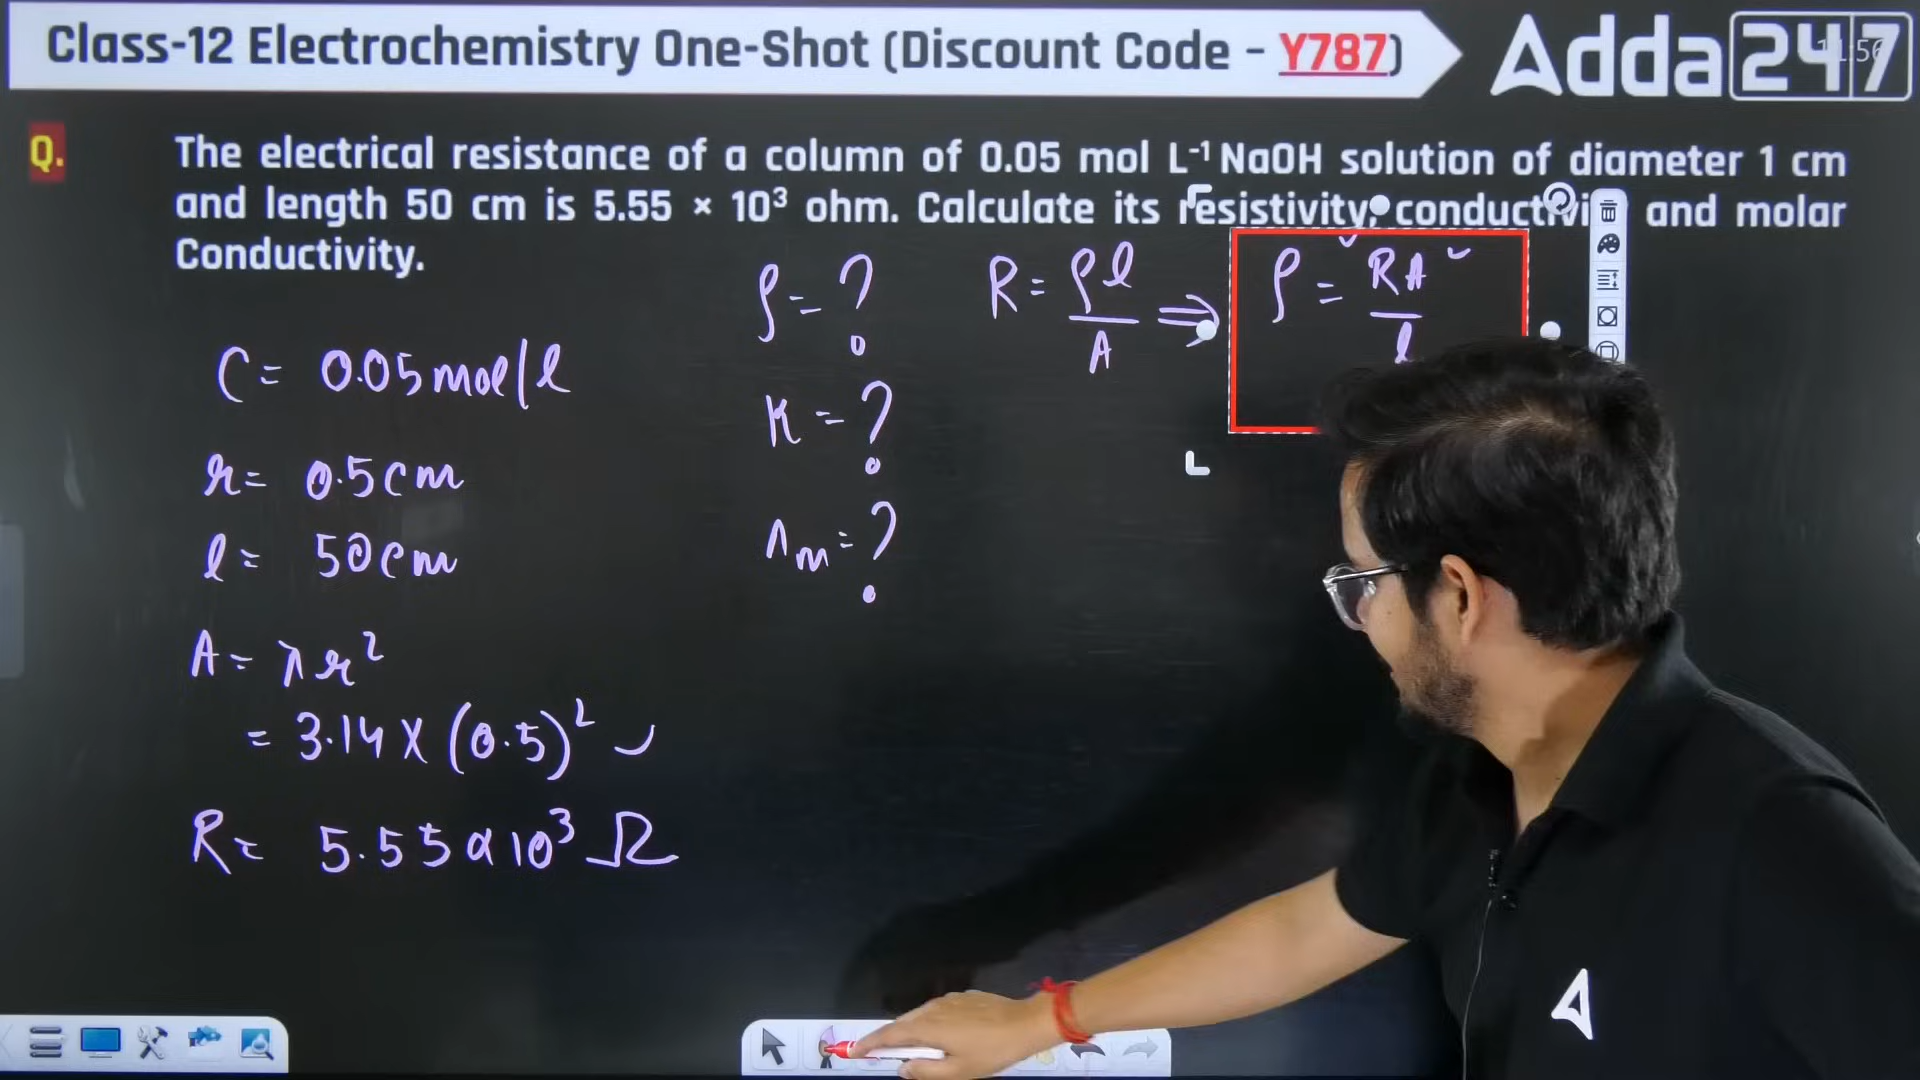 Class-12 Electrochemistry One-Shot (Discount Code - Y787)
Adda247
Q.
The electrical resistance of a column of 0.05 mol L⁻¹ NaOH solution of diameter 1 cm
and length 50 cm is 5.55 × 10³ ohm. Calculate its resistivity, conductivi and molar
Conductivity.
C = 0.05 mol/l
r = 0.5 cm
l = 50 cm
A = πr²
= 3.14 × (0.5)² ✓
R = 5.55 × 10³ Ω
ρ = ?
κ = ?
Λm = ?
R = ρl/A ⇒ ρ = RA/l